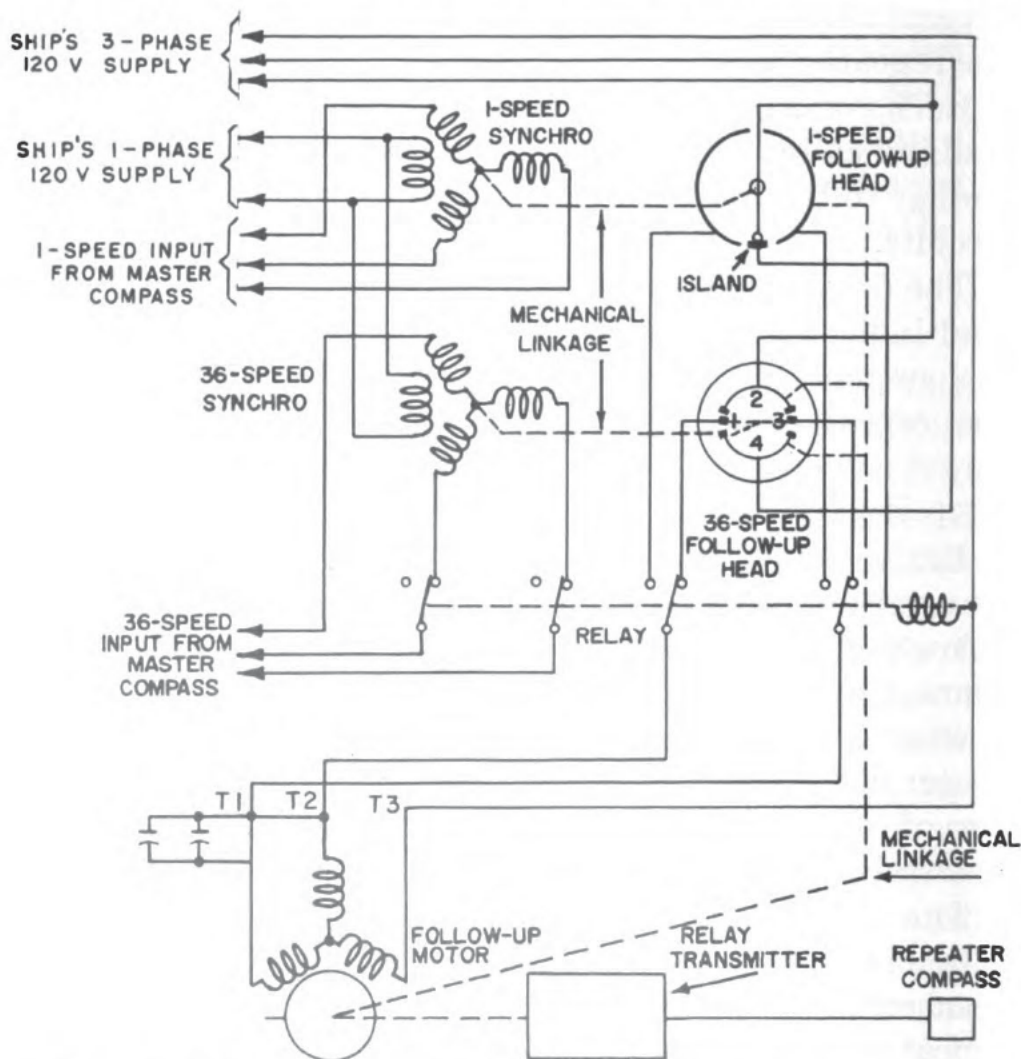 SHIP'S 3-PHASE
120 V SUPPLY
SHIP'S 1-PHASE
120 V SUPPLY
1-SPEED INPUT
FROM MASTER
COMPASS
1-SPEED
SYNCHRO
1-SPEED
FOLLOW-UP
HEAD
ISLAND
MECHANICAL
LINKAGE
36-SPEED
SYNCHRO
2
1
3
4
36-SPEED
FOLLOW-UP
HEAD
36-SPEED
INPUT FROM
MASTER
COMPASS
RELAY
T1 T2 T3
MECHANICAL
LINKAGE
FOLLOW-UP
MOTOR
RELAY
TRANSMITTER
REPEATER
COMPASS